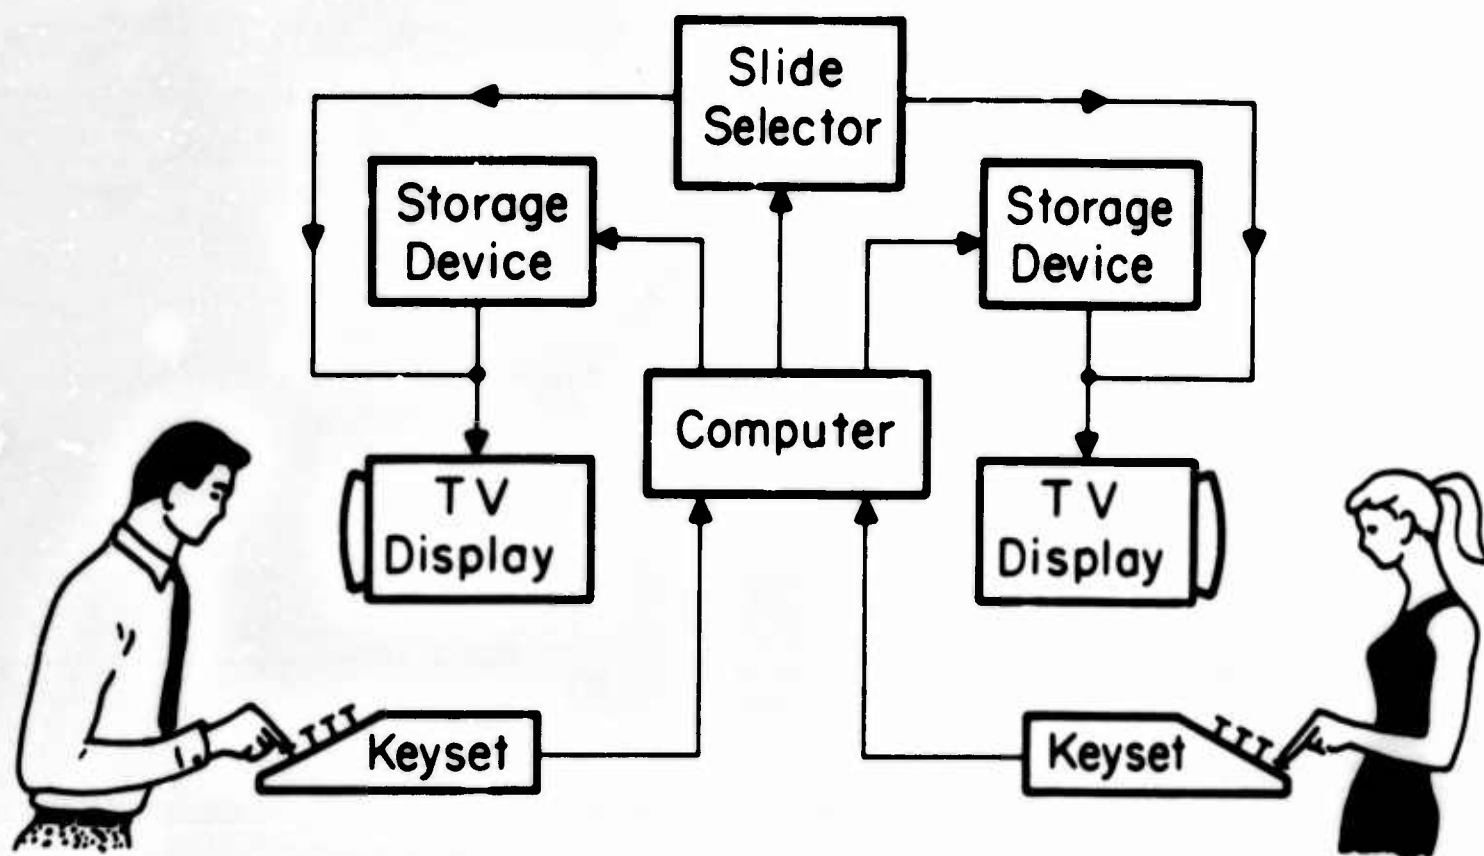 Slide
Selector
Storage
Device
Storage
Device
Computer
TV
Display
TV
Display
Keyset
Keyset